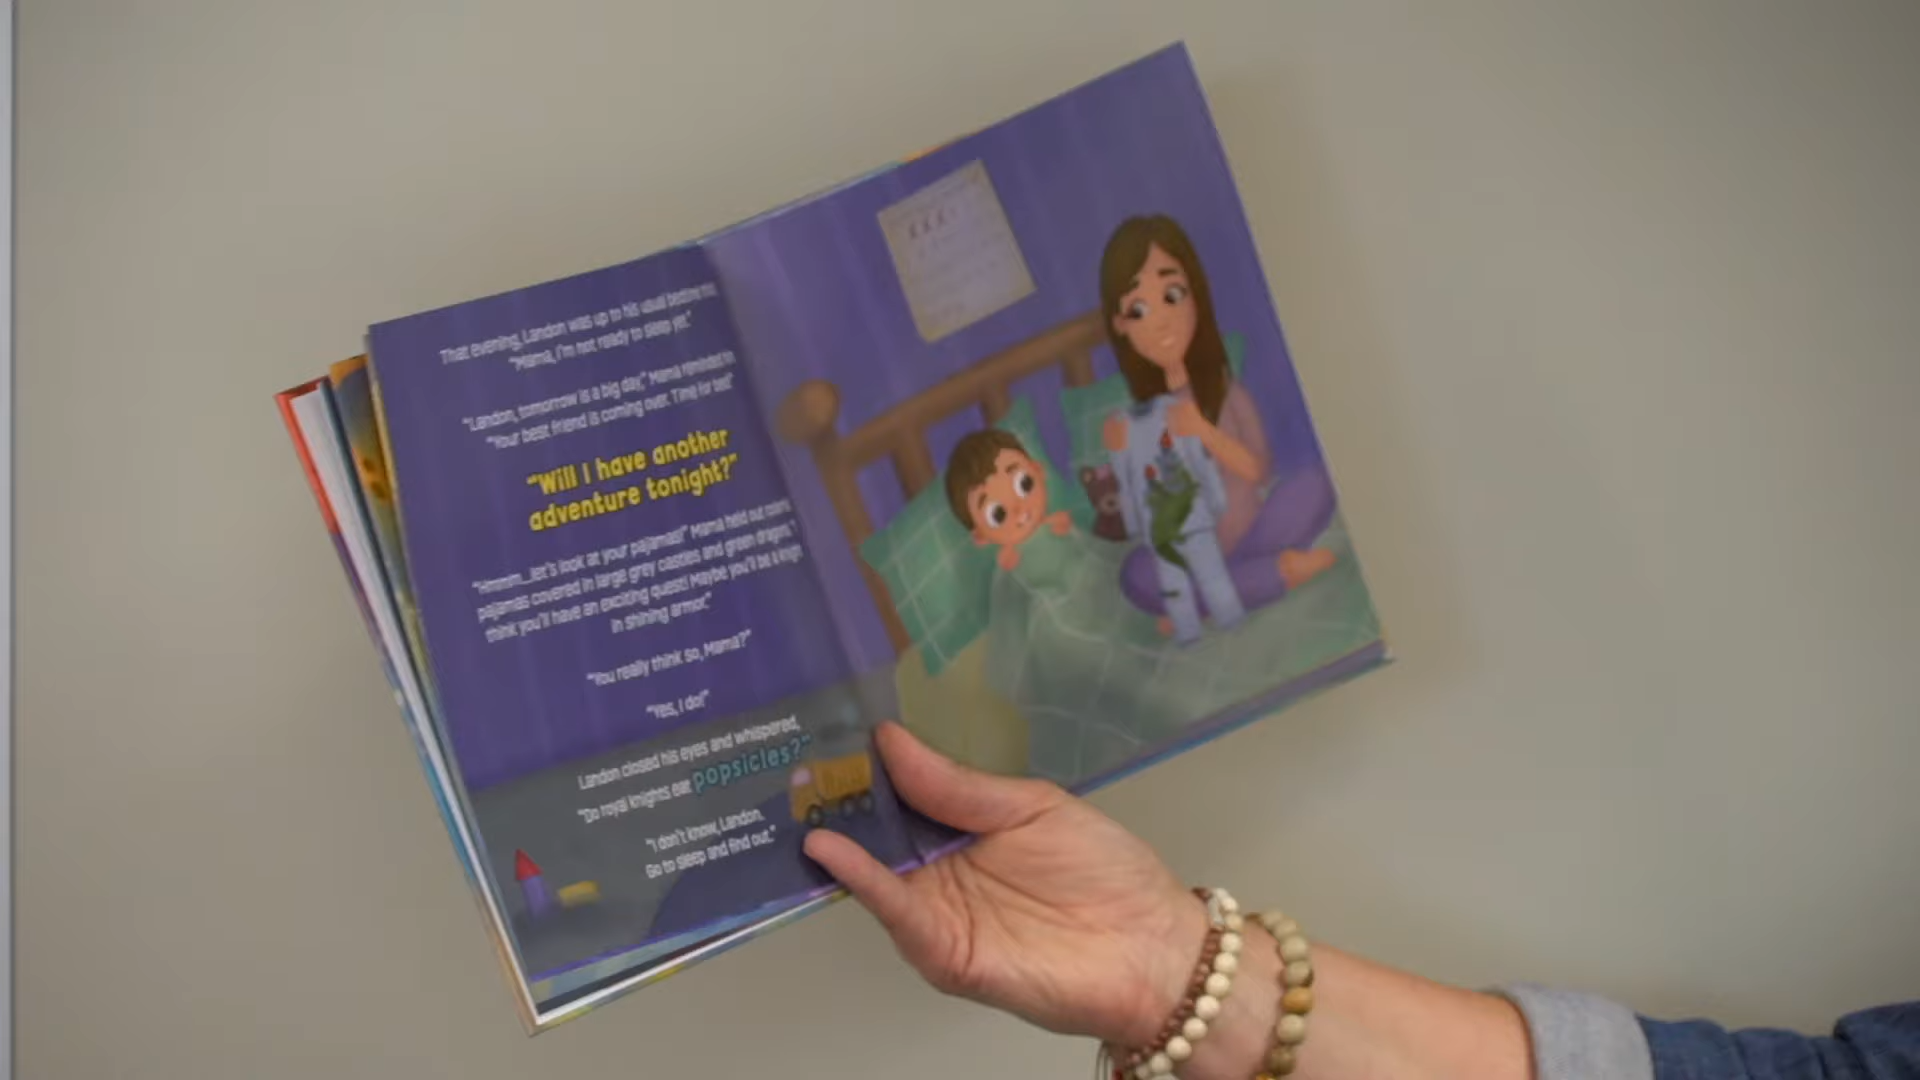 That evening, Landon was up to his usual bedtime
"Mama, I'm not ready to sleep yet."
"Landon, tomorrow is a big day," Mama reminded
"Your best friend is coming over. Time for bed."
"Will I have another
adventure tonight?"
"Hmmm...let's look at your pajamas!" Mama held out
pajamas covered in large grey castles and green dragons.
think you'll have an exciting quest! Maybe you'll be a knight
in shining armor."
"You really think so, Mama?"
"Yes, I do!"
Landon closed his eyes and whispered,
"Do royal knights eat popsicles?"
"I don't know, Landon.
Go to sleep and find out."